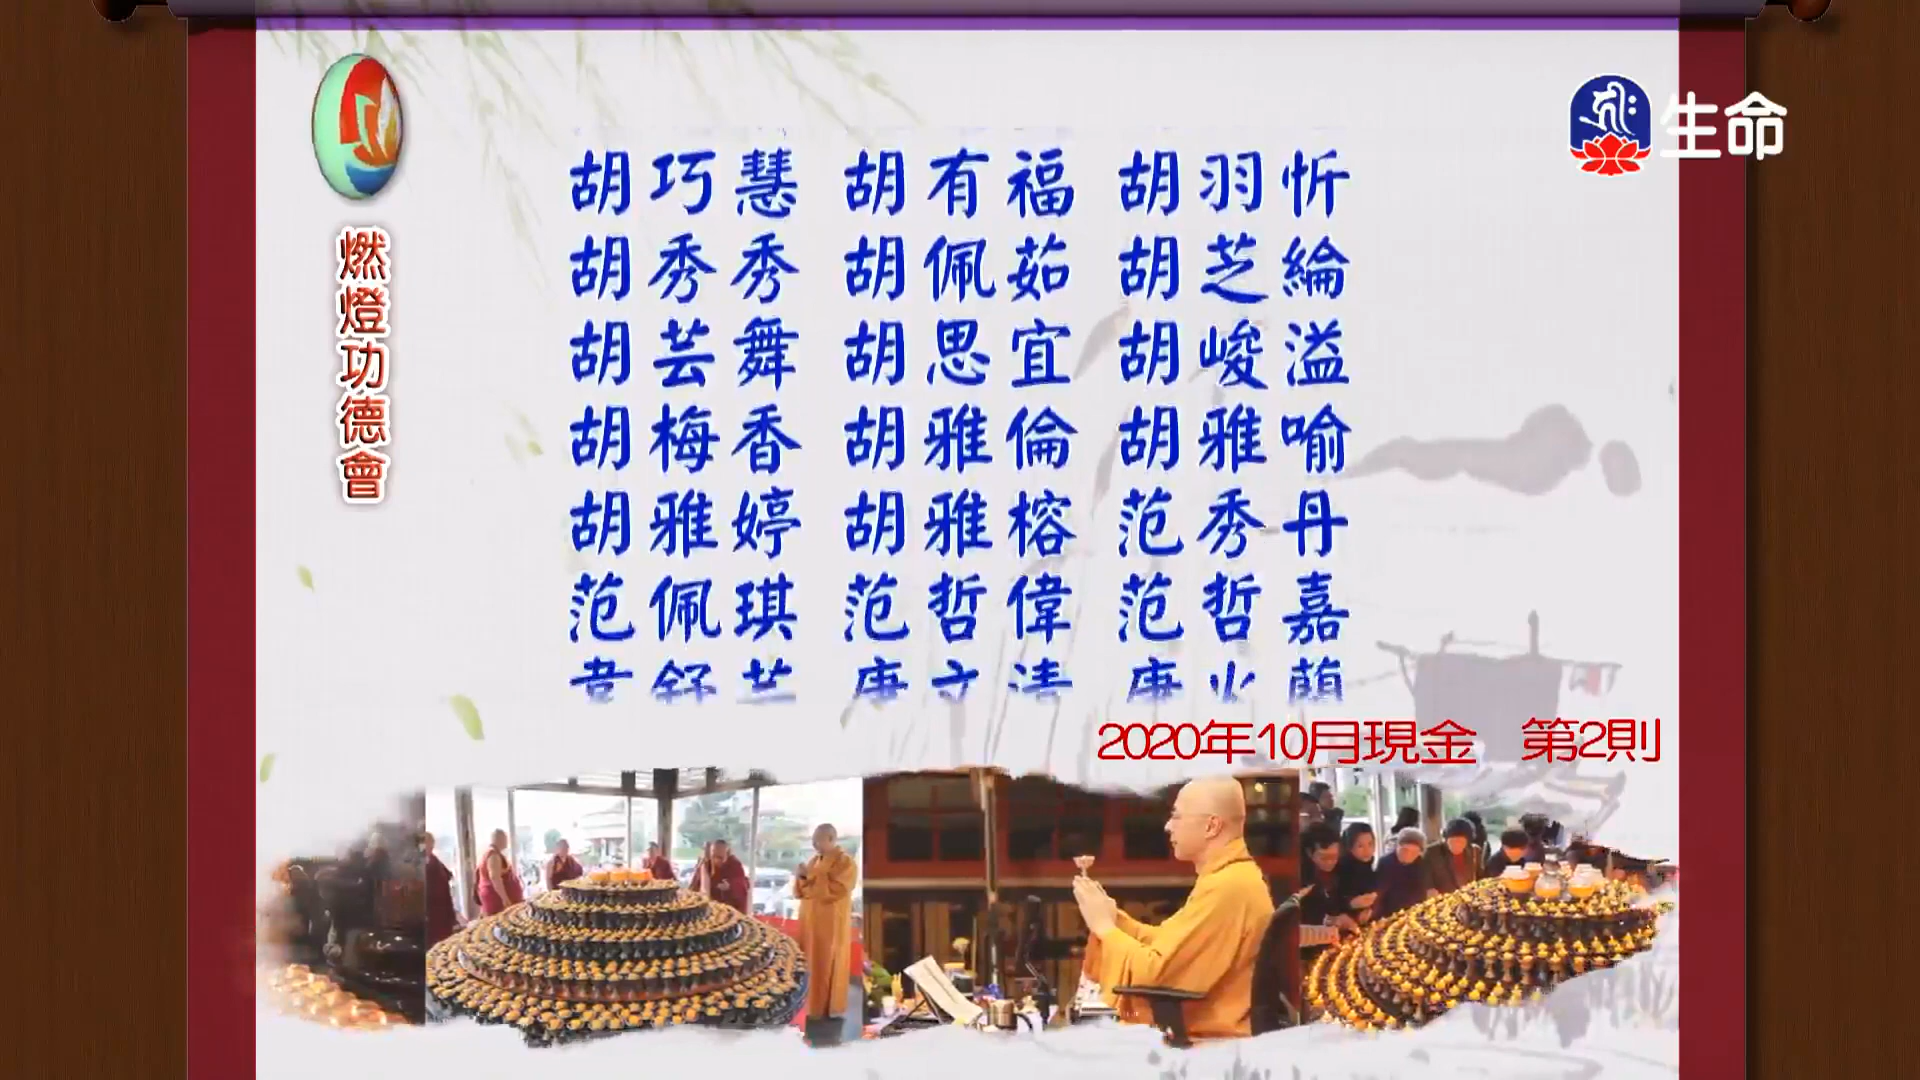 生命
燃燈功德會
胡巧慧 胡有福 胡羽忻
胡秀秀 胡佩茹 胡芝綸
胡芸舞 胡思宜 胡峻溢
胡梅香 胡雅倫 胡雅喻
胡雅婷 胡雅榕 范秀丹
范佩琪 范哲偉 范哲嘉
2020年10月現金 第2則